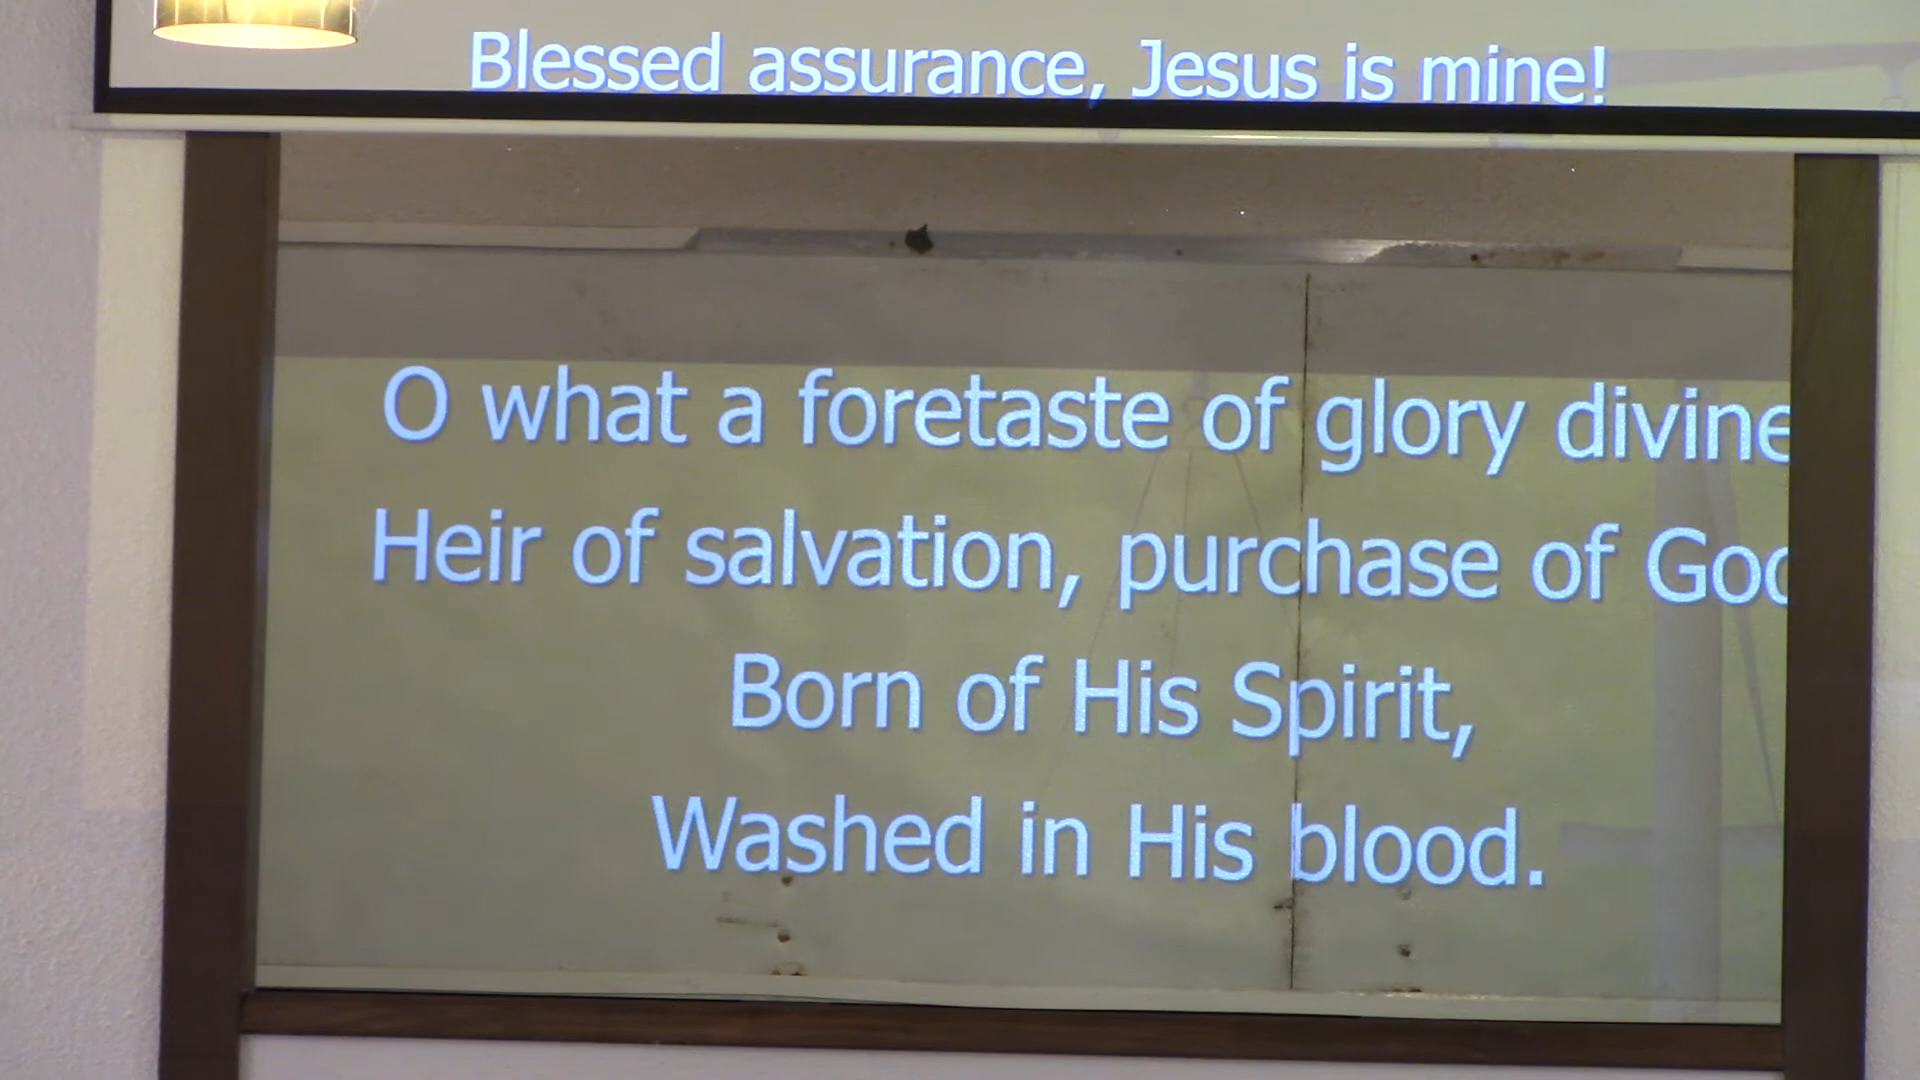 Blessed assurance, Jesus is mine!
O what a foretaste of glory divine
Heir of salvation, purchase of God
Born of His Spirit,
Washed in His blood.